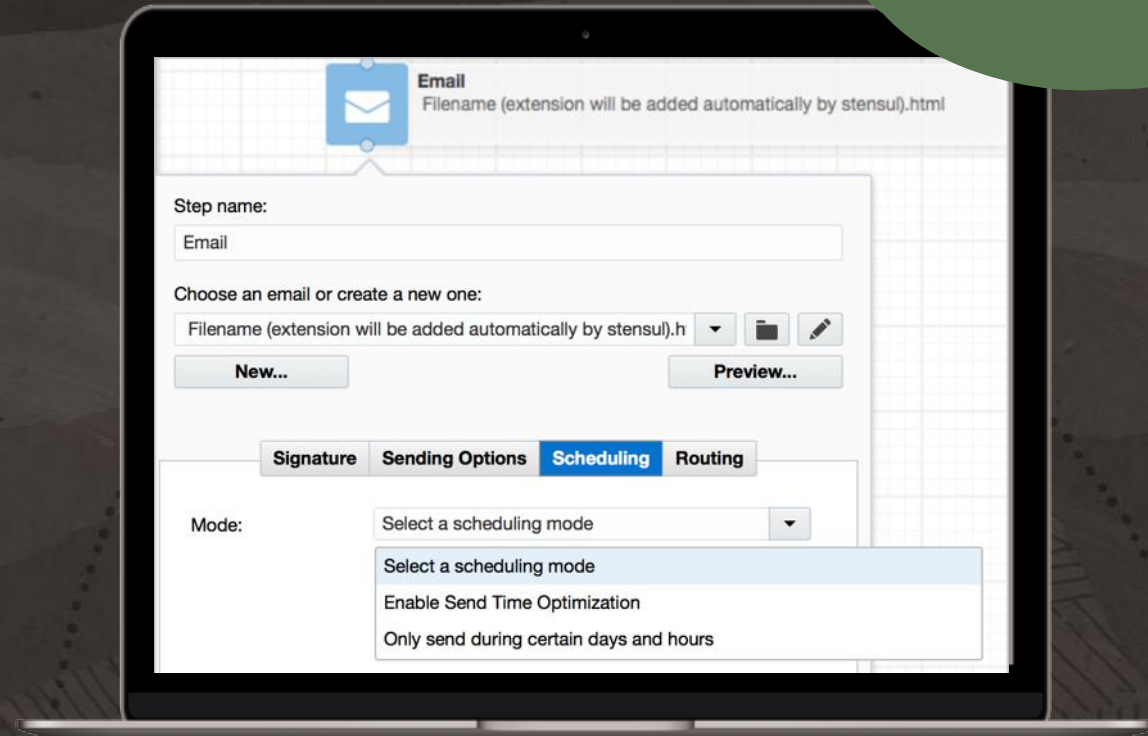 Email
Filename (extension will be added automatically by stensul).html
Step name:
Email
Choose an email or create a new one:
Filename (extension will be added automatically by stensul).h
New...
Preview...
Signature Sending Options Scheduling Routing
Mode:
Select a scheduling mode
Select a scheduling mode
Enable Send Time Optimization
Only send during certain days and hours